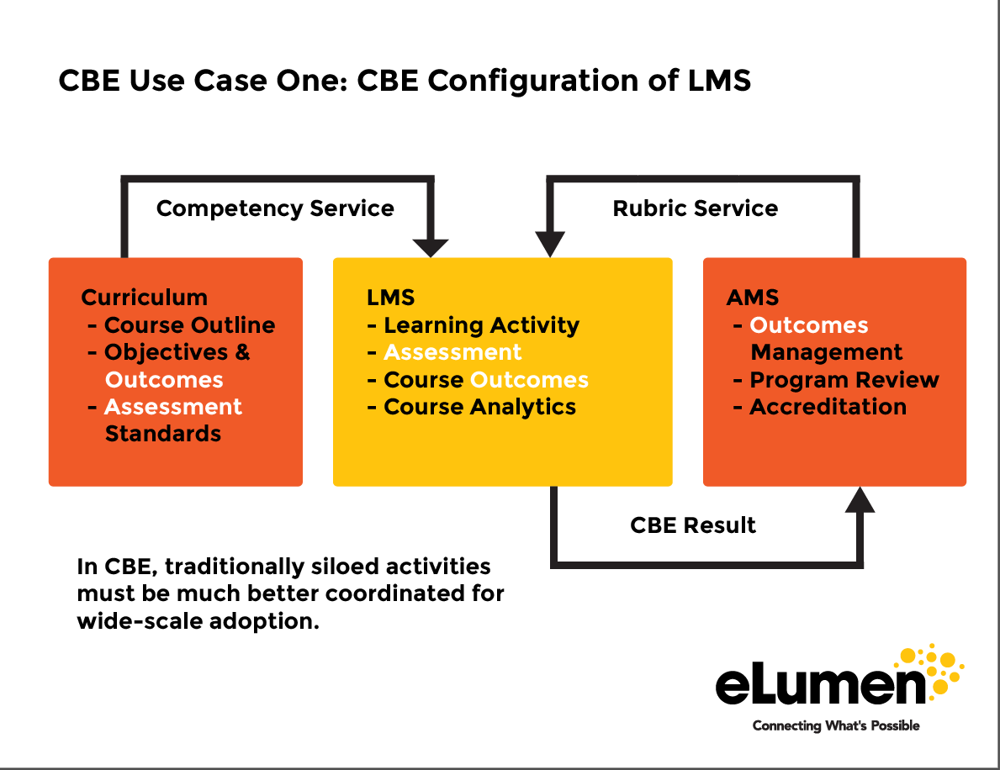 CBE Use Case One: CBE Configuration of LMS
Competency Service
Rubric Service
Curriculum
- Course Outline
- Objectives &
Outcomes
- Assessment
Standards
LMS
- Learning Activity
- Assessment
- Course Outcomes
- Course Analytics
AMS
- Outcomes
Management
- Program Review
- Accreditation
CBE Result
In CBE, traditionally siloed activities
must be much better coordinated for
wide-scale adoption.
eLumen
Connecting What's Possible